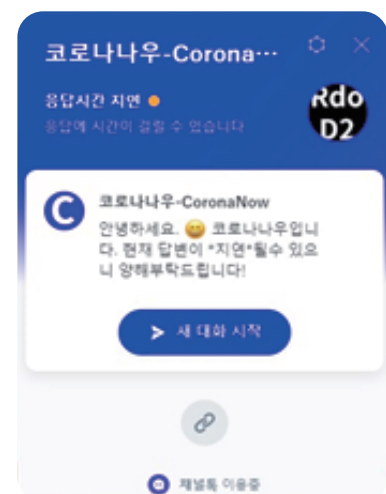 코로나나우-Corona…
응답시간 지연
응답에 시간이 걸릴 수 있습니다
Rdo
D2
C
코로나나우-CoronaNow
안녕하세요. 😀 코로나나우입니
다. 현재 답변이 *지연*될수 있으
니 양해부탁드립니다!
새 대화 시작
채널톡 이용중